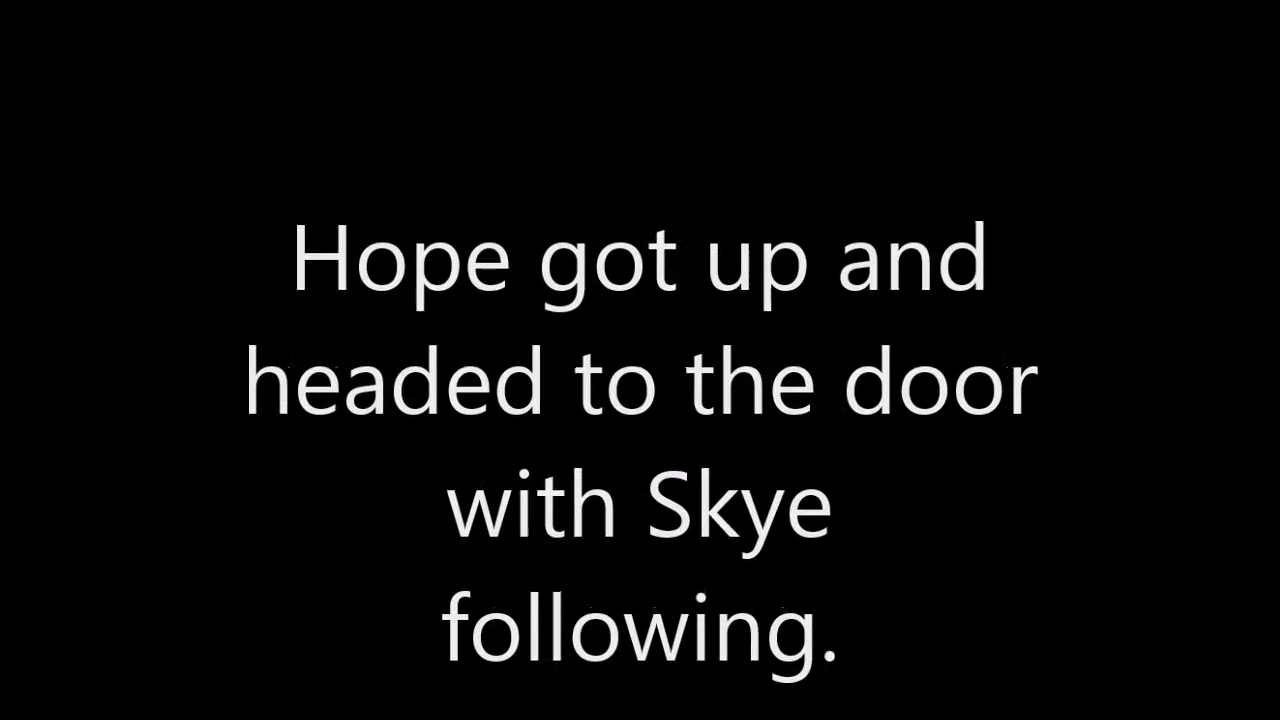 Hope got up and
headed to the door
with Skye
following.